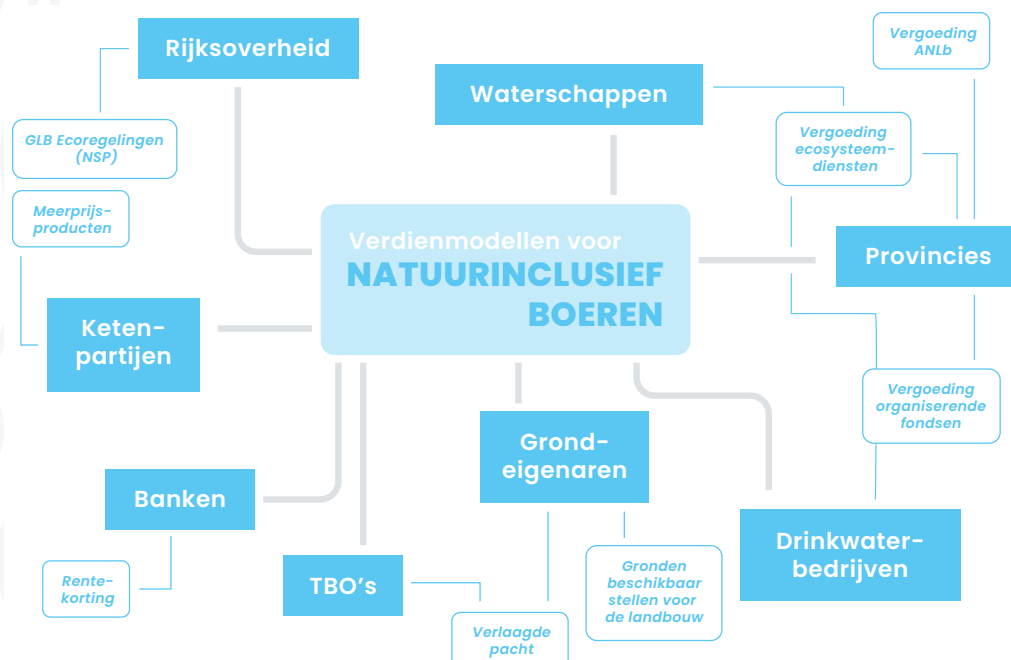 Rijksoverheid
Vergoeding
ANLb
Waterschappen
GLB Ecoregelingen
(NSP)
Vergoeding
ecosysteem-
diensten
Meerprijs-
producten
Verdienmodellen voor
NATUURINCLUSIEF
BOEREN
Provincies
Keten-
partijen
Vergoeding
organiserende
fondsen
Grond-
eigenaren
Banken
Drinkwater-
bedrijven
Rente-
korting
TBO's
Gronden
beschikbaar
stellen voor
de landbouw
Verlaagde
pacht